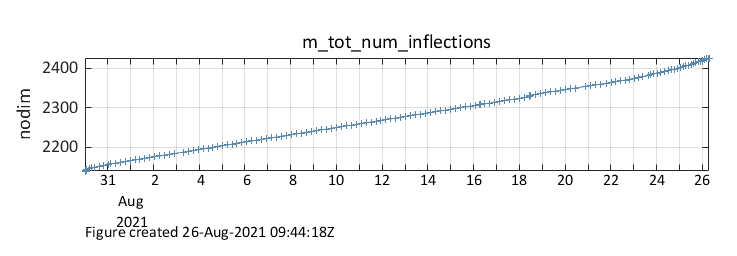 m_tot_num_inflections
nodim
2400
2300
2200
31 2 4 6 8 10 12 14 16 18 20 22 24 26
Aug
2021
Figure created 26-Aug-2021 09:44:18Z